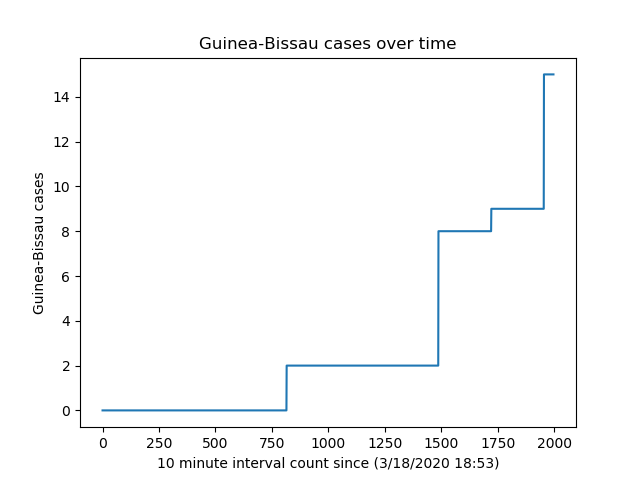 Guinea-Bissau cases over time
14
12
10
8
6
4
2
0
Guinea-Bissau cases
0 250 500 750 1000 1250 1500 1750 2000
10 minute interval count since (3/18/2020 18:53)